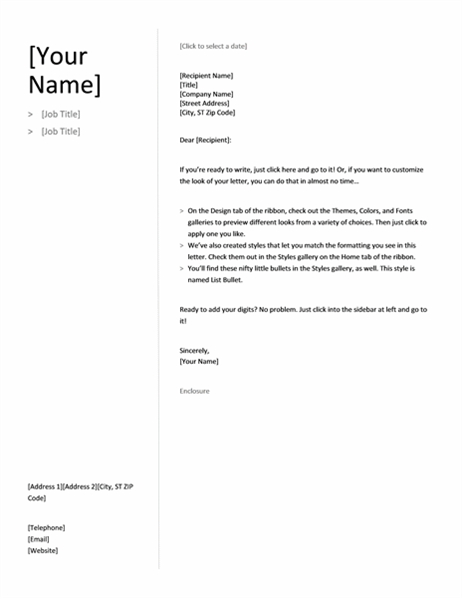 [Your
Name]
> [Job Title]
> [Job Title]
[Address 1][Address 2][City, ST ZIP
Code]
[Telephone]
[Email]
[Website]
[Click to select a date]
[Recipient Name]
[Title]
[Company Name]
[Street Address]
[City, ST Zip Code]
Dear [Recipient]:
If you're ready to write, just click here and go to it! Or, if you want to customize
the look of your letter, you can do that in almost no time...
> On the Design tab of the ribbon, check out the Themes, Colors, and Fonts
galleries to preview different looks from a variety of choices. Then just click to
apply one you like.
> We've also created styles that let you match the formatting you see in this
letter. Check them out in the Styles gallery on the Home tab of the ribbon.
> You'll find these nifty little bullets in the Styles gallery, as well. This style is
named List Bullet.
Ready to add your digits? No problem. Just click into the sidebar at left and go to
it!
Sincerely,
[Your Name]
Enclosure